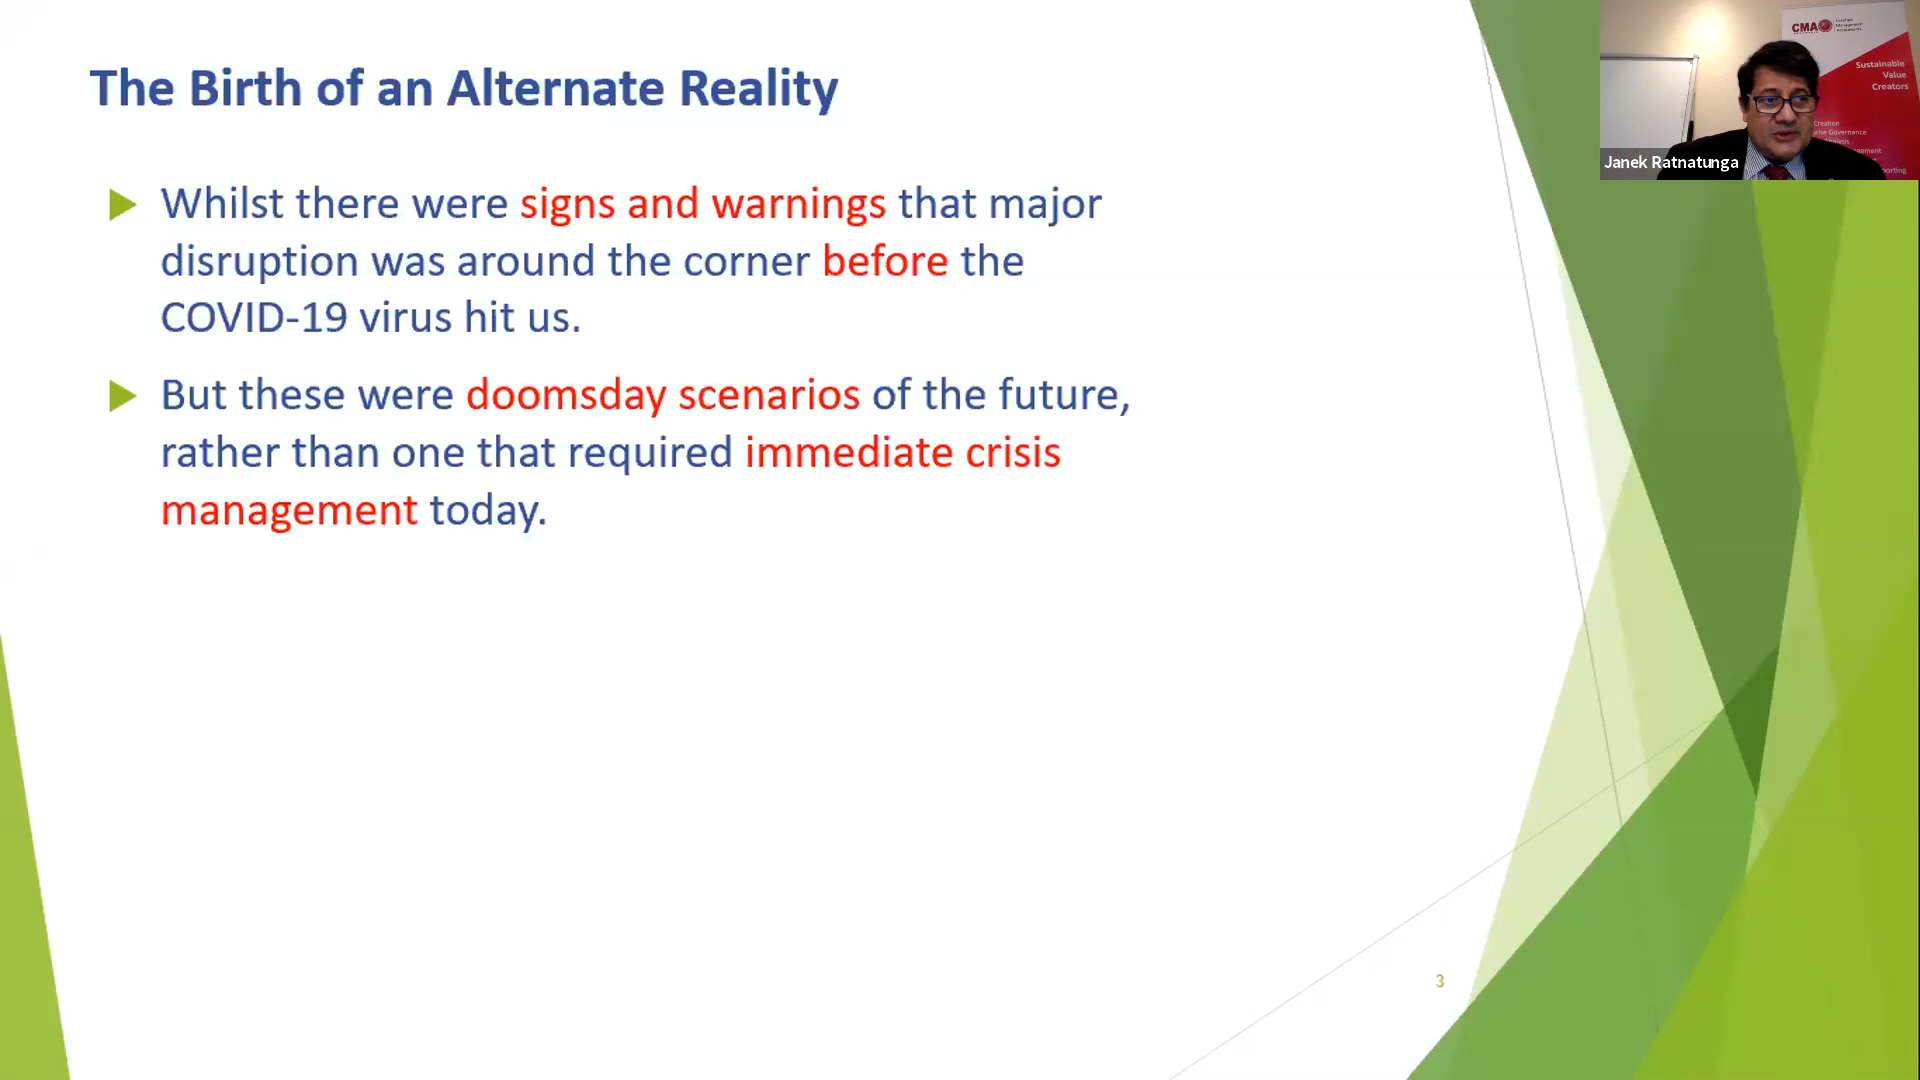 The Birth of an Alternate Reality
Whilst there were signs and warnings that major
disruption was around the corner before the
COVID-19 virus hit us.
But these were doomsday scenarios of the future,
rather than one that required immediate crisis
management today.
3
CMA
Sustainable
Value
Creators
Creation
Governance
Janek Ratnatunga